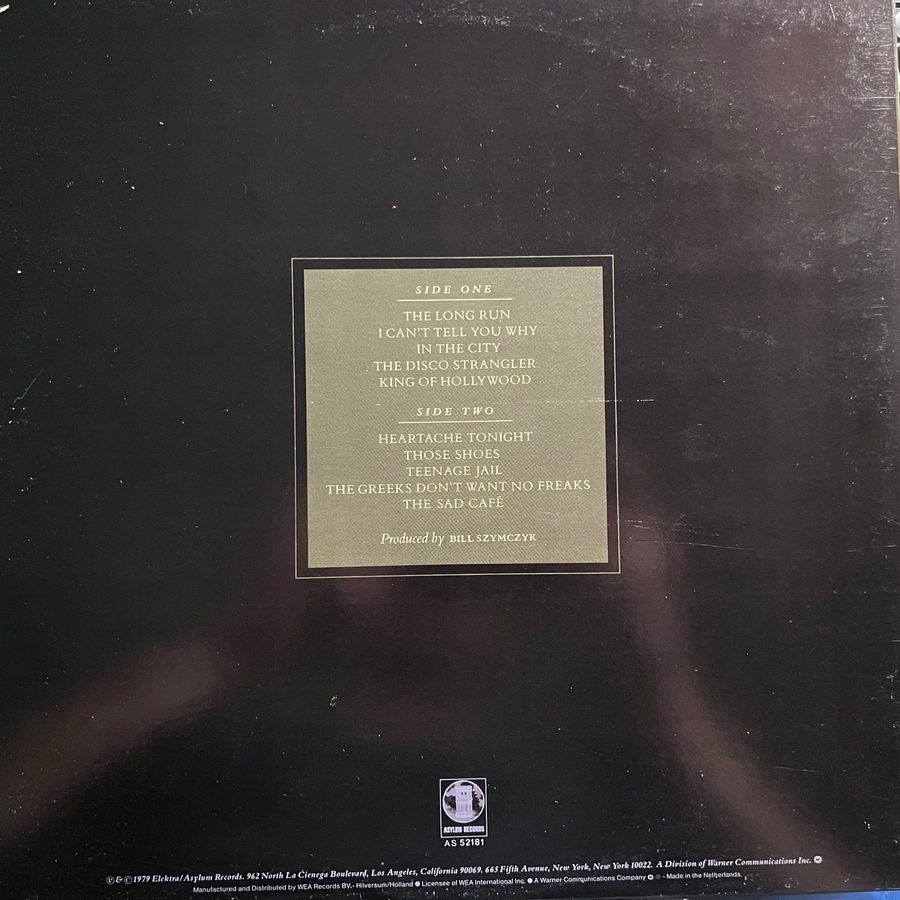 SIDE ONE
THE LONG RUN
I CAN'T TELL YOU WHY
IN THE CITY
THE DISCO STRANGLER
KING OF HOLLYWOOD
SIDE TWO
HEARTACHE TONIGHT
THOSE SHOES
TEENAGE JAIL
THE GREEKS DON'T WANT NO FREAKS
THE SAD CAFÉ
Produced by BILL SZYMCZYK
ASYLUM RECORDS
AS 52181
℗ & © 1979 Elektra/Asylum Records. 962 North La Cienega Boulevard, Los Angeles, California 90069. 665 Fifth Avenue, New York, New York 10022. A Division of Warner Communications Inc.
Manufactured and Distributed by WEA Records BV.- Hilversum/Holland ● Licensee of WEA International Inc. ● A Warner Communications Company - Made in the Netherlands.